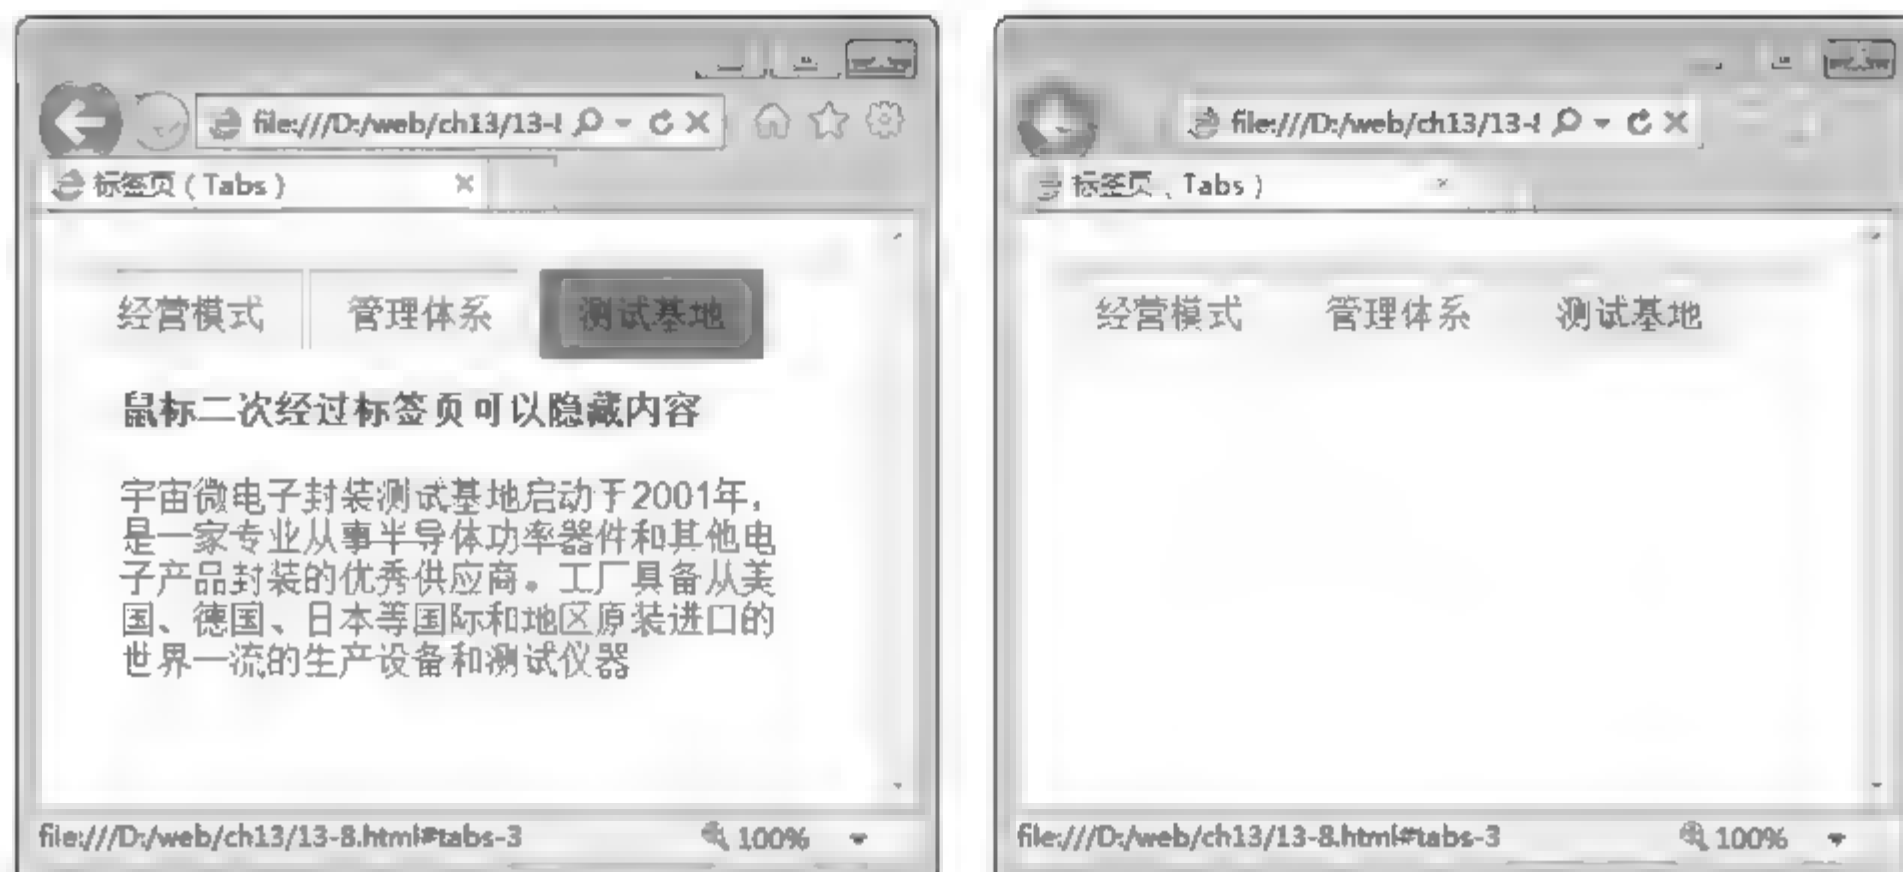 file:///D:/web/ch13/13-8
标签页 ( Tabs )
经营模式 管理体系 测试基地
鼠标二次经过标签页可以隐藏内容
宇宙微电子封装测试基地启动于2001年,
是一家专业从事半导体功率器件和其他电
子产品封装的优秀供应商。工厂具备从美
国、德国、日本等国际和地区原装进口的
世界一流的生产设备和测试仪器
file:///D:/web/ch13/13-8.html#tabs-3 100%
file:///D:/web/ch13/13-8
标签页 ( Tabs )
经营模式 管理体系 测试基地
file:///D:/web/ch13/13-8.html#tabs-3 100%